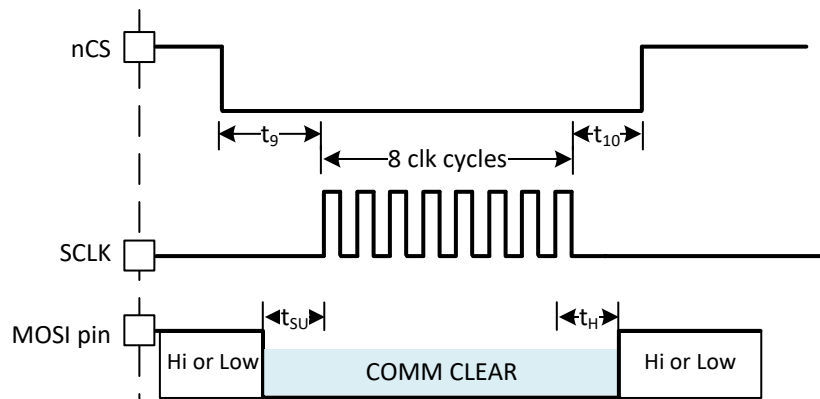 nCS
t9
t10
8 clk cycles
SCLK
tSU
tH
MOSI pin
Hi or Low
COMM CLEAR
Hi or Low